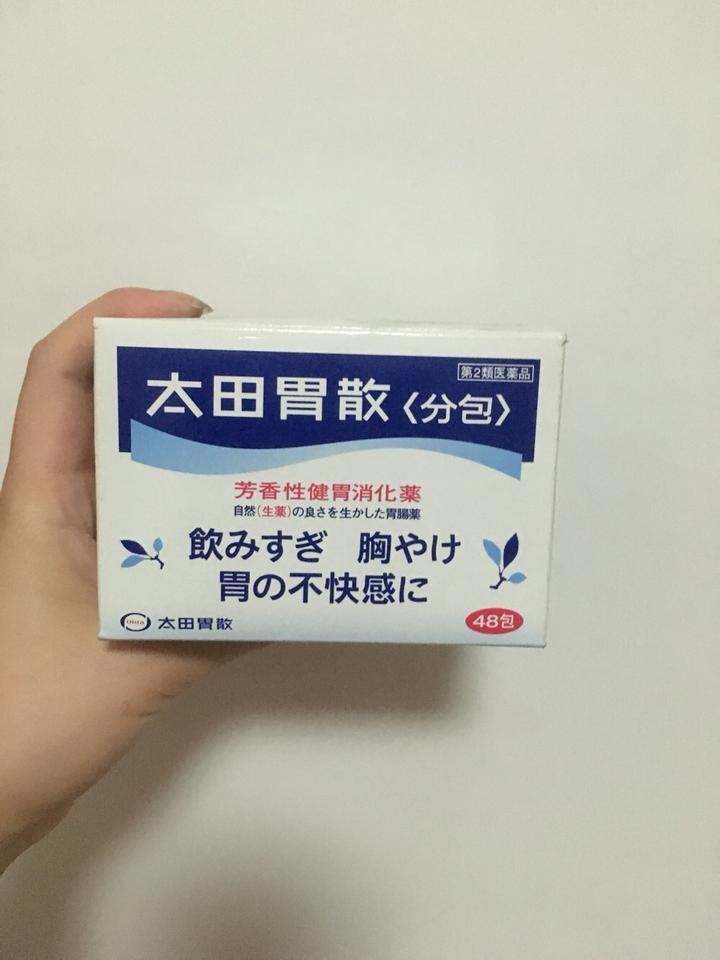 第2類医薬品
太田胃散〈分包〉
芳香性健胃消化薬
自然(生薬)の良さを生かした胃腸薬
飲みすぎ 胸やけ
胃の不快感に
Ohta 太田胃散
48包